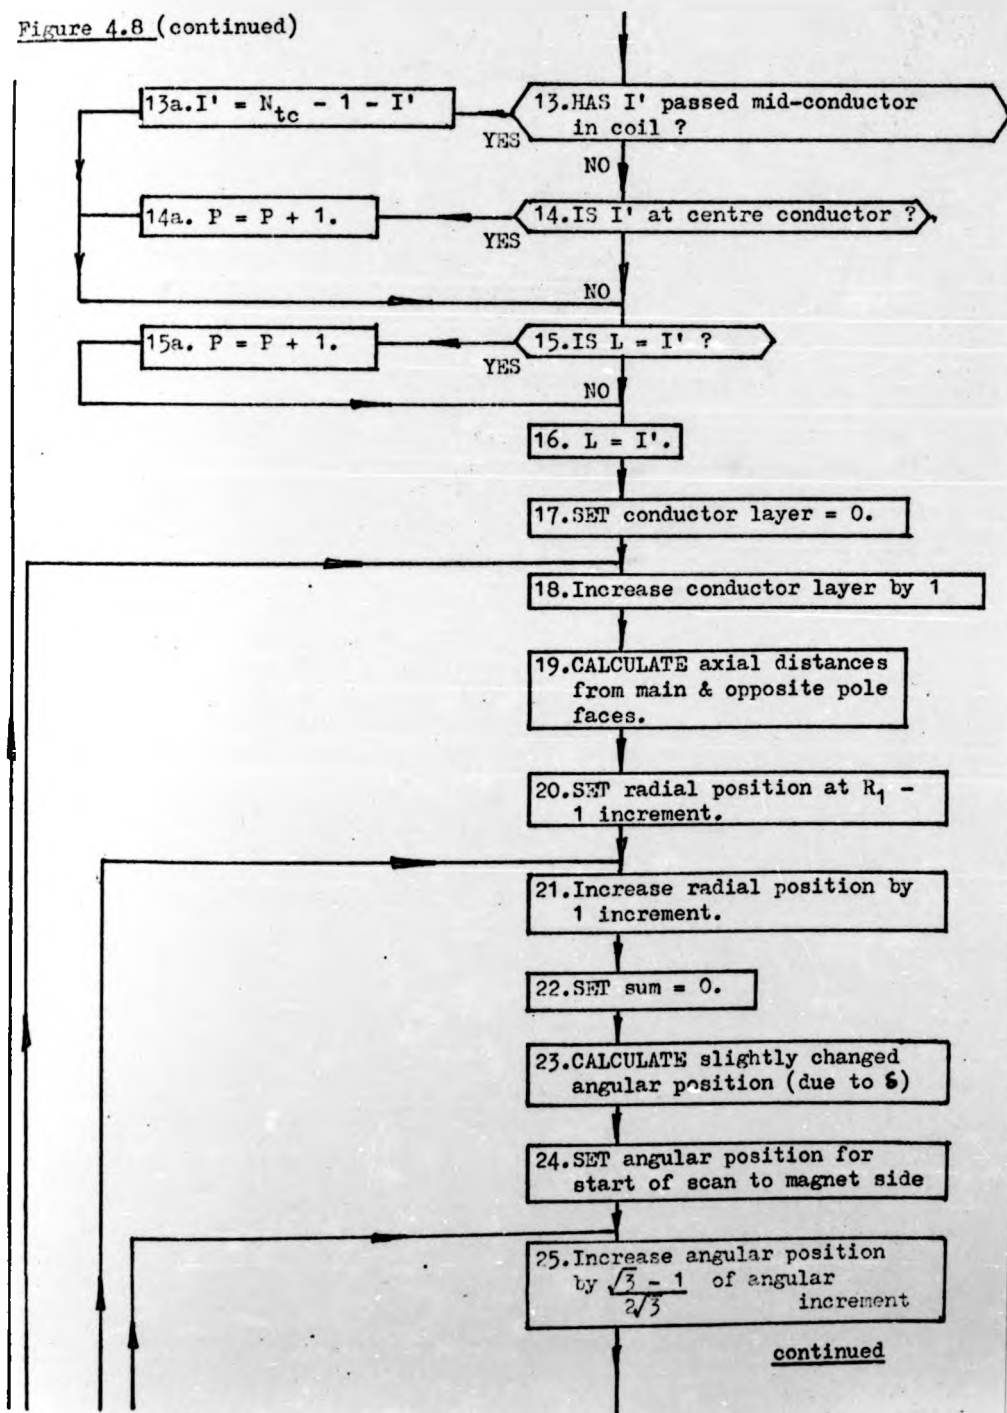 Figure 4.8 (continued)
13a. I' = N_tc - 1 - I'
13. HAS I' passed mid-conductor
in coil ?
YES
NO
14a. P = P + 1.
14. IS I' at centre conductor ?
YES
NO
15a. P = P + 1.
15. IS L = I' ?
YES
NO
16. L = I'.
17. SET conductor layer = 0.
18. Increase conductor layer by 1
19. CALCULATE axial distances
from main & opposite pole
faces.
20. SET radial position at R₁ -
1 increment.
21. Increase radial position by
1 increment.
22. SET sum = 0.
23. CALCULATE slightly changed
angular position (due to δ)
24. SET angular position for
start of scan to magnet side
25. Increase angular position
by √3 - 1 / 2√3 of angular
increment
continued